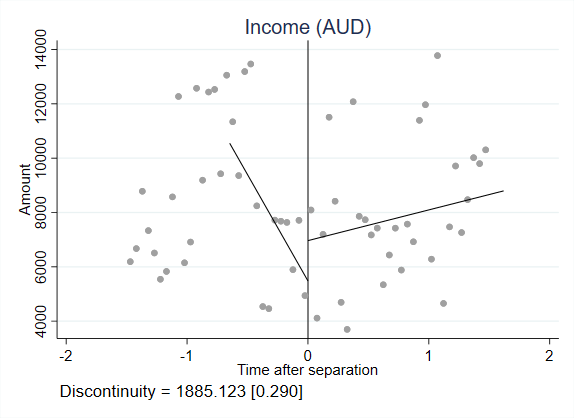 Income (AUD)
Amount
14000
12000
10000
8000
6000
4000
-2 -1 0 1 2
Time after separation
Discontinuity = 1885.123 [0.290]